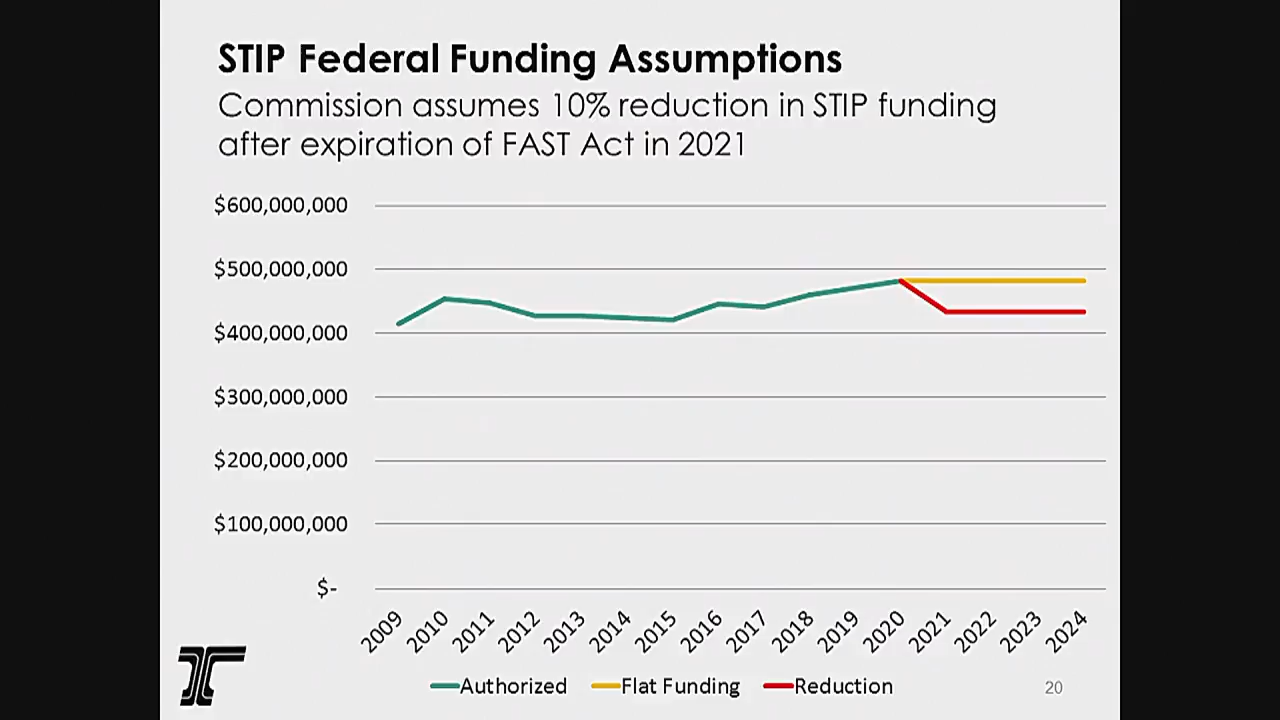 STIP Federal Funding Assumptions
Commission assumes 10% reduction in STIP funding
after expiration of FAST Act in 2021
$600,000,000
$500,000,000
$400,000,000
$300,000,000
$200,000,000
$100,000,000
$-
2009 2010 2011 2012 2013 2014 2015 2016 2017 2018 2019 2020 2021 2022 2023 2024
Authorized Flat Funding Reduction
20